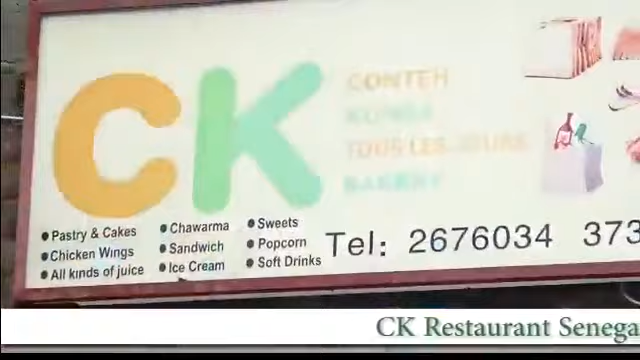 CK
CONTEH
KUNDA
TOUS LES JOURS
BAKERY
Pastry & Cakes
Chicken Wings
All kinds of juice
Chawarma
Sandwich
Ice Cream
Sweets
Popcorn
Soft Drinks
Tel: 2676034 373
CK Restaurant Senega